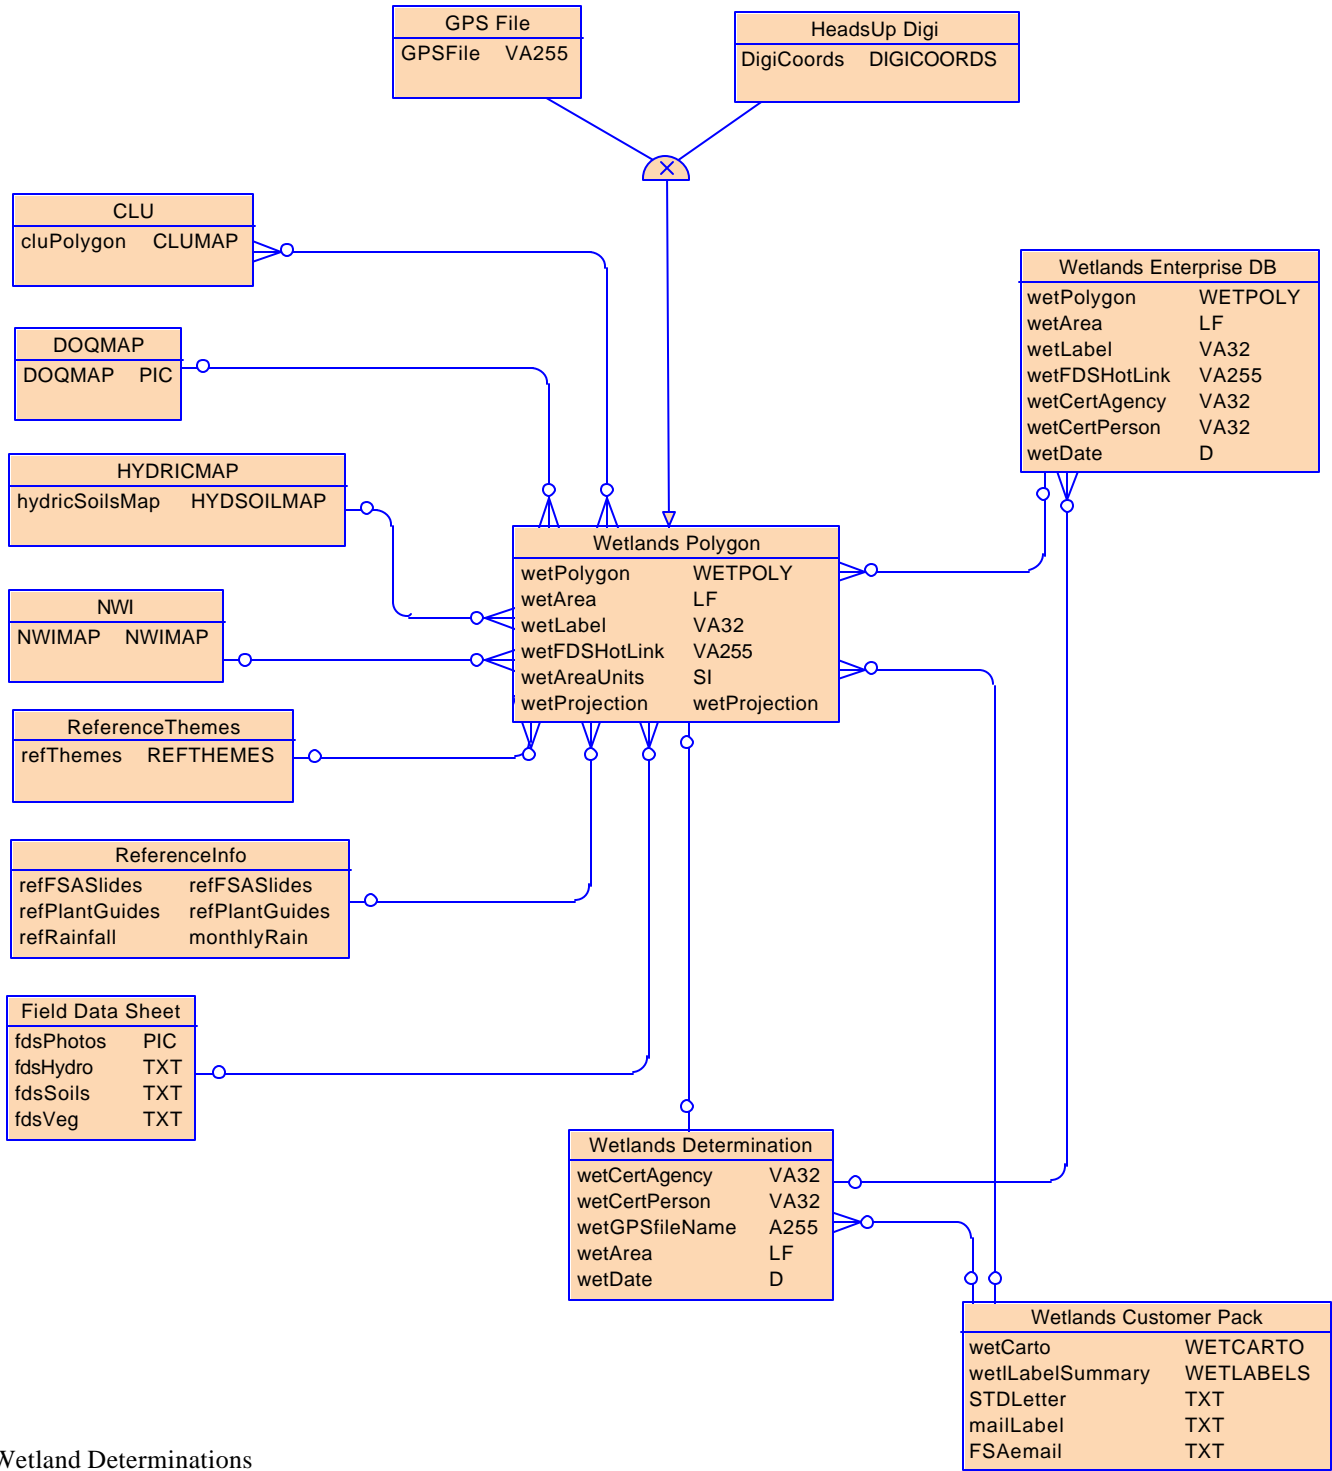 GPS File
GPSFile VA255
HeadsUp Digi
DigiCoords DIGICOORDS
CLU
cluPolygon CLUMAP
DOQMAP
DOQMAP PIC
HYDRICMAP
hydricSoilsMap HYDSOILMAP
NWI
NWIMAP NWIMAP
ReferenceThemes
refThemes REFTHEMES
ReferenceInfo
refFSASlides refFSASlides
refPlantGuides refPlantGuides
refRainfall monthlyRain
Field Data Sheet
fdsPhotos PIC
fdsHydro TXT
fdsSoils TXT
fdsVeg TXT
Wetlands Polygon
wetPolygon WETPOLY
wetArea LF
wetLabel VA32
wetFDSHotLink VA255
wetAreaUnits SI
wetProjection wetProjection
Wetlands Enterprise DB
wetPolygon WETPOLY
wetArea LF
wetLabel VA32
wetFDSHotLink VA255
wetCertAgency VA32
wetCertPerson VA32
wetDate D
Wetlands Determination
wetCertAgency VA32
wetCertPerson VA32
wetGPSfileName A255
wetArea LF
wetDate D
Wetlands Customer Pack
wetCarto WETCARTO
wetlLabelSummary WETLABELS
STDLetter TXT
mailLabel TXT
FSAemail TXT
Wetland Determinations